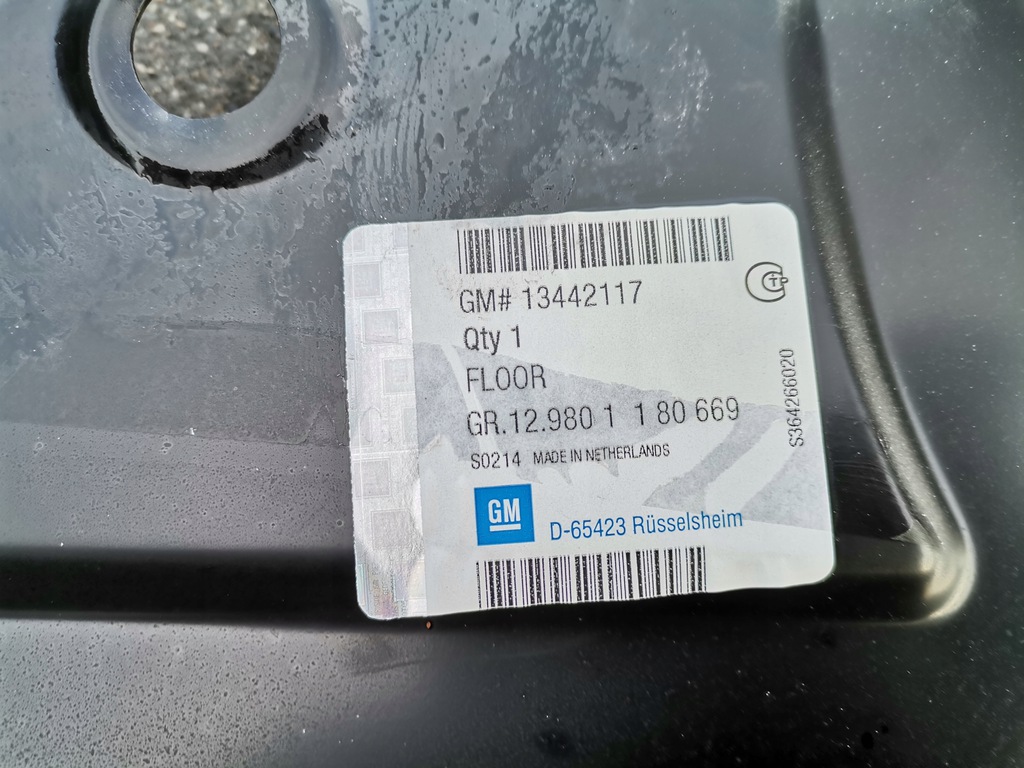 GM# 13442117
Qty 1
FLOOR
GR.12.980 1 1 80 669
S0214 MADE IN NETHERLANDS
GM
D-65423 Rüsselsheim
S364266020